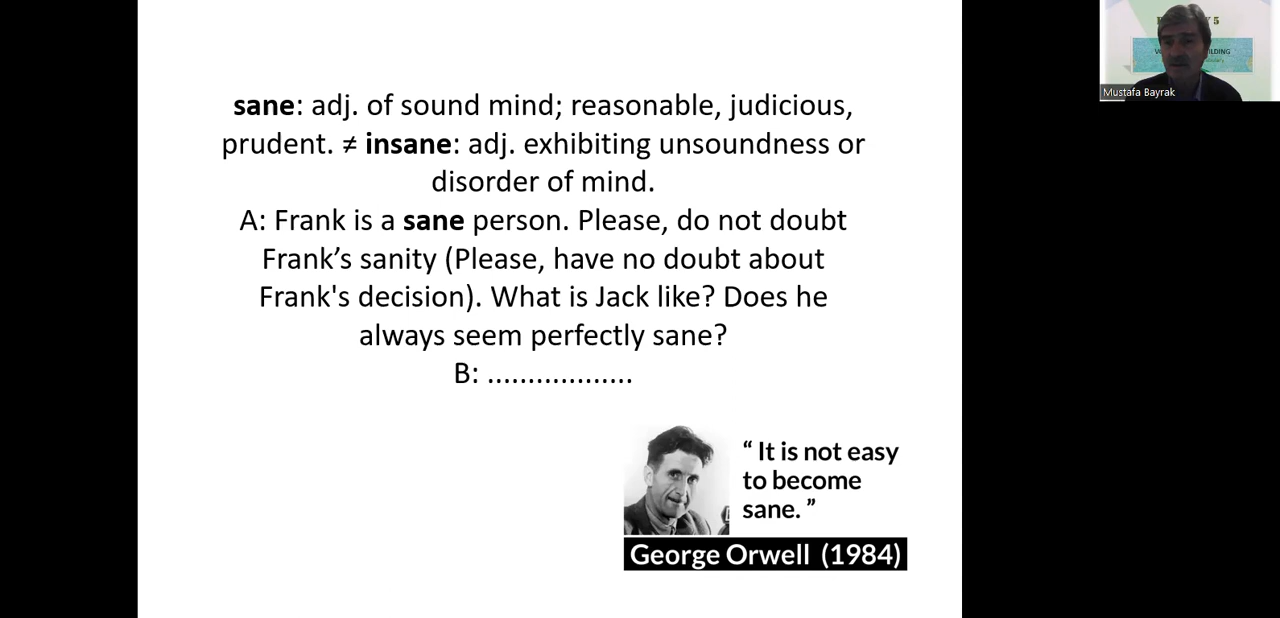 sane: adj. of sound mind; reasonable, judicious,
prudent. ≠ insane: adj. exhibiting unsoundness or
disorder of mind.
A: Frank is a sane person. Please, do not doubt
Frank’s sanity (Please, have no doubt about
Frank's decision). What is Jack like? Does he
always seem perfectly sane?
B: ..................
“ It is not easy
to become
sane. ”
George Orwell (1984)
5
Mustafa Bayrak